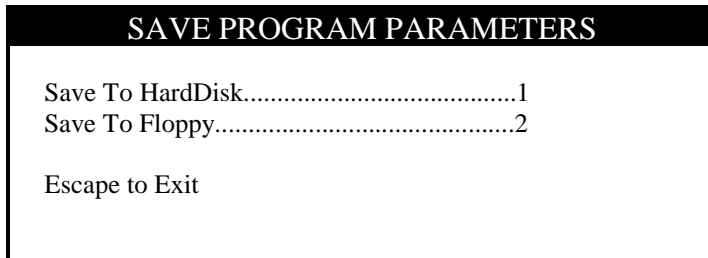 SAVE PROGRAM PARAMETERS
Save To HardDisk.........................................1
Save To Floppy.............................................2
Escape to Exit